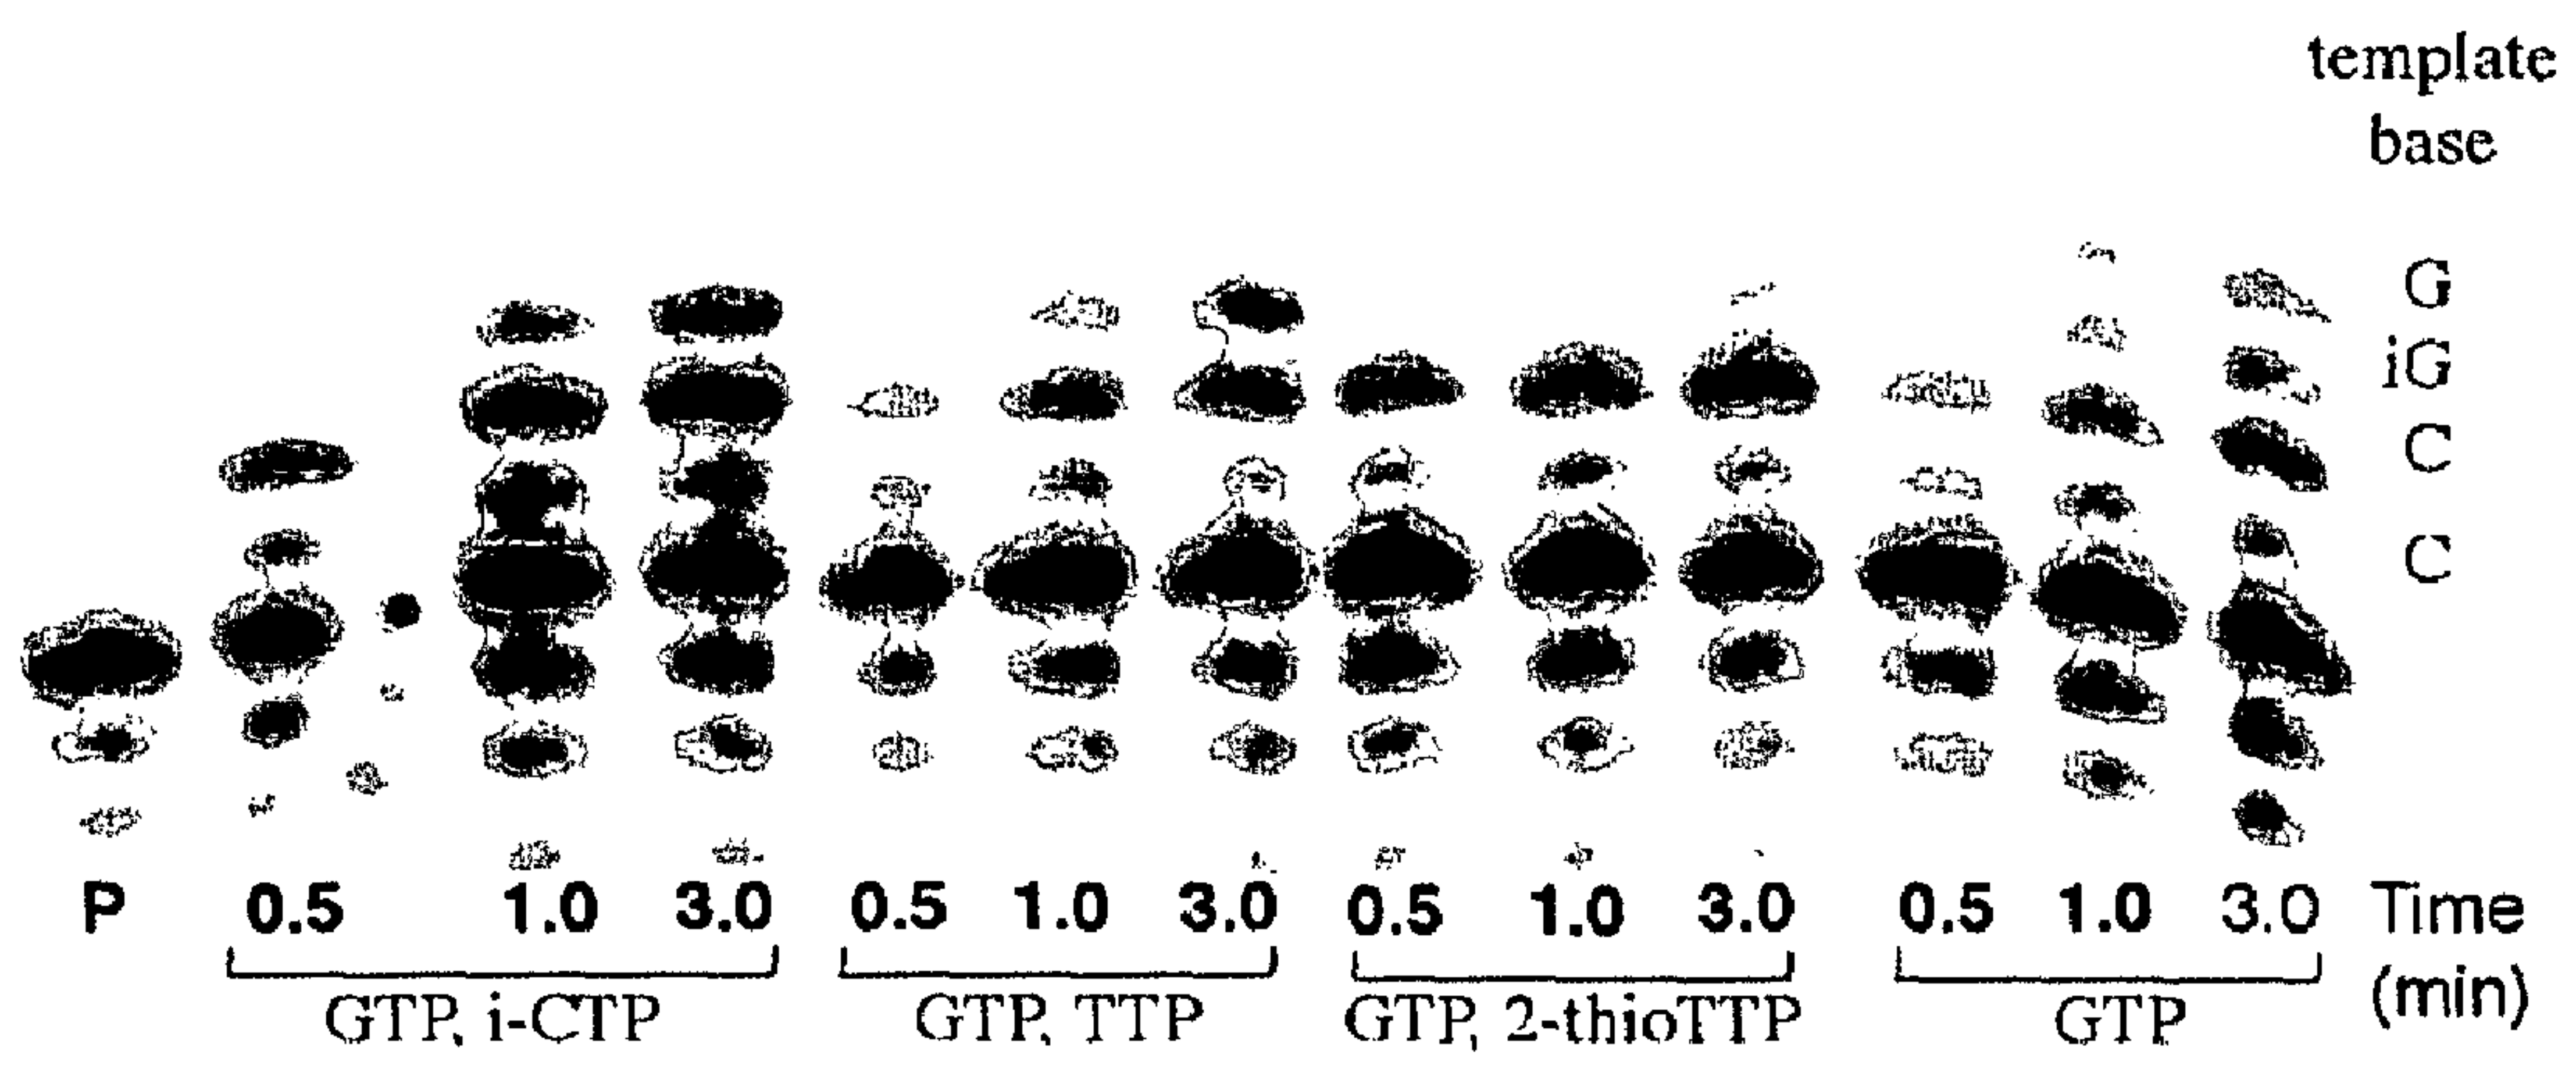 template
base
G
iG
C
C
P 0.5 1.0 3.0 0.5 1.0 3.0 0.5 1.0 3.0 0.5 1.0 3.0 Time
(min)
GTP, i-CTP GTP, TTP GTP, 2-thioTTP GTP